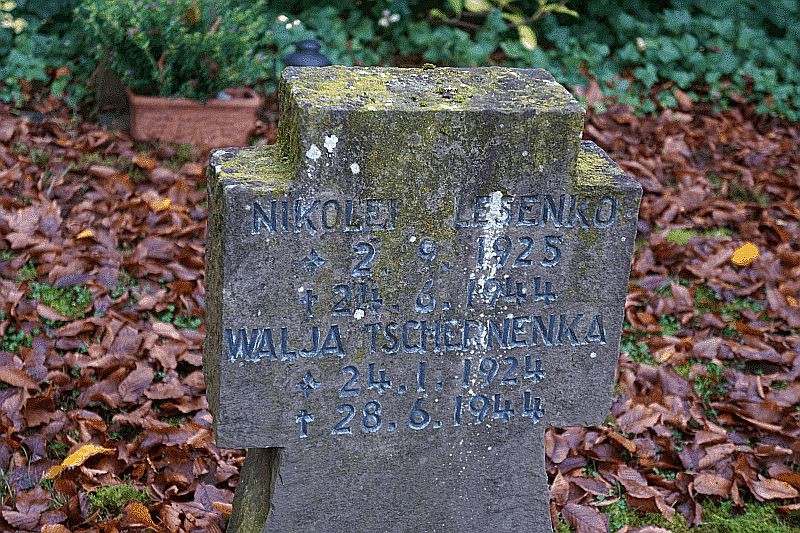 NIKOLEI LESENKO
* 2. 9. 1925
† 24. 6. 1944
WALJA TSCHERNENKA
* 24. 1. 1924
† 28. 6. 1944